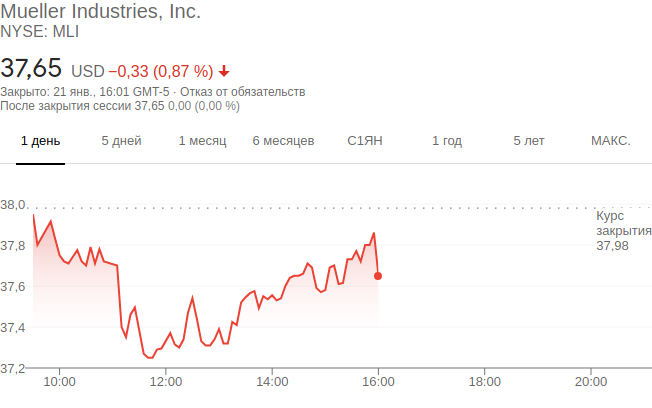 Mueller Industries, Inc.
NYSE: MLI
37,65 USD −0,33 (0,87 %)
Закрыто: 21 янв., 16:01 GMT-5 · Отказ от обязательств
После закрытия сессии 37,65 0,00 (0,00 %)
1 день 5 дней 1 месяц 6 месяцев С1ЯН 1 год 5 лет МАКС.
38,0
Курс
закрытия
37,98
37,8
37,6
37,4
37,2
10:00 12:00 14:00 16:00 18:00 20:00